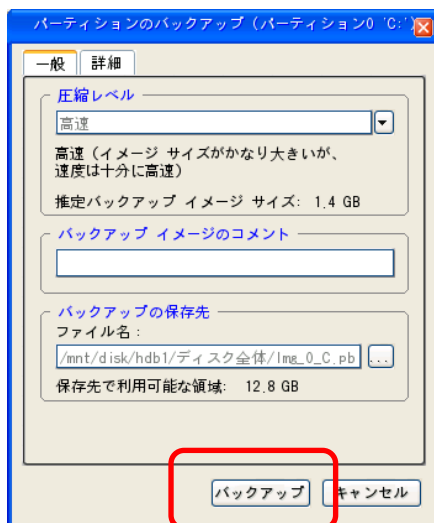 パーティションのバックアップ（パーティション0 'C:'）
一般
詳細
圧縮レベル
高速
高速（イメージ サイズがかなり大きいが、
速度は十分に高速）
推定バックアップ イメージ サイズ: 1.4 GB
バックアップ イメージのコメント
バックアップの保存先
ファイル名：
/mnt/disk/hdb1/ディスク全体/Img_0_C.pb
...
保存先で利用可能な領域: 12.8 GB
バックアップ
キャンセル